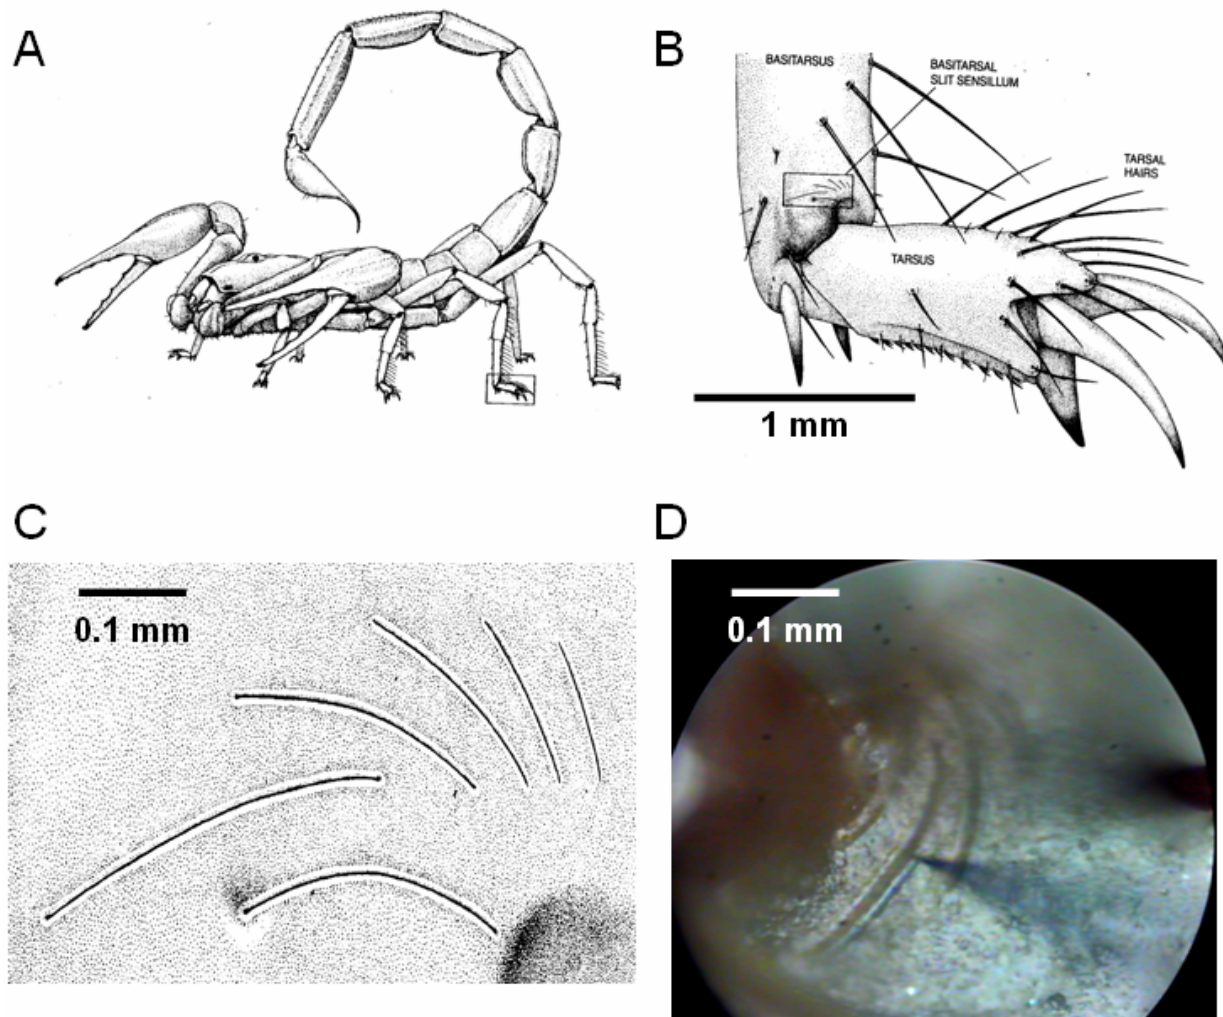 A
B
BASITARSUS
BASITARSAL
SLIT SENSILLUM
TARSAL
HAIRS
TARSUS
1 mm
C
D
0.1 mm
0.1 mm